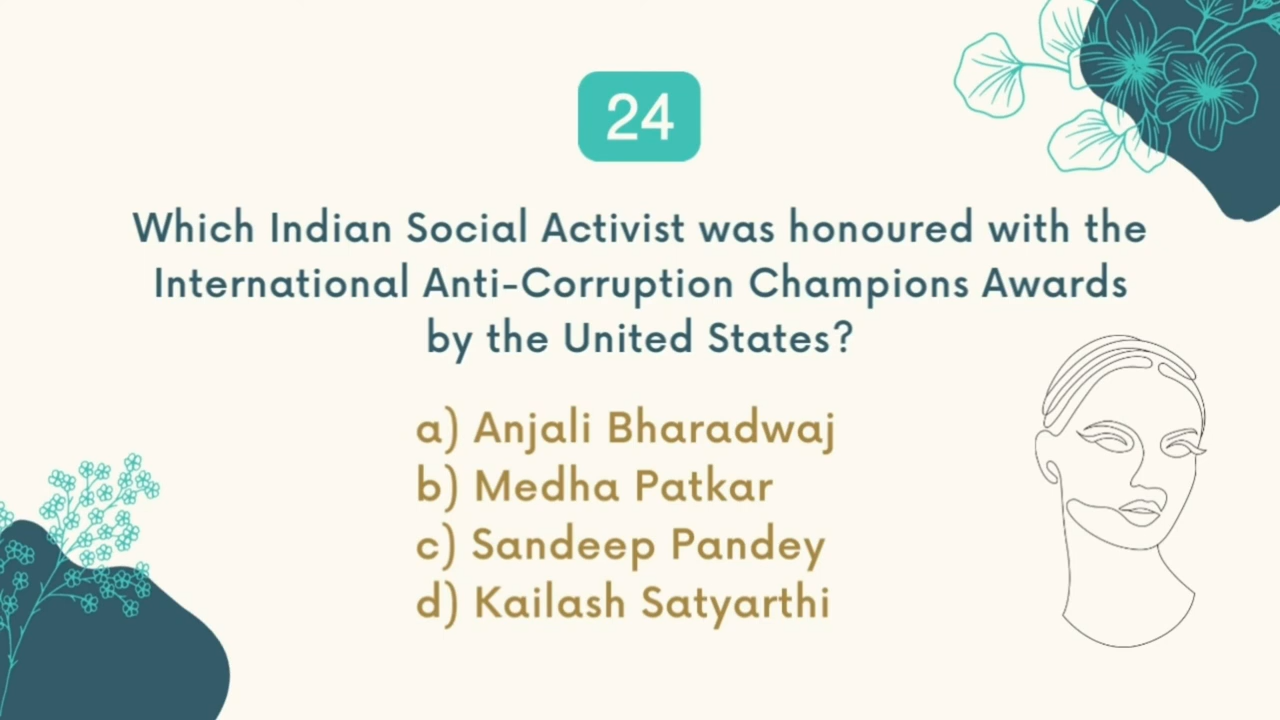 24
Which Indian Social Activist was honoured with the
International Anti-Corruption Champions Awards
by the United States?
a) Anjali Bharadwaj
b) Medha Patkar
c) Sandeep Pandey
d) Kailash Satyarthi